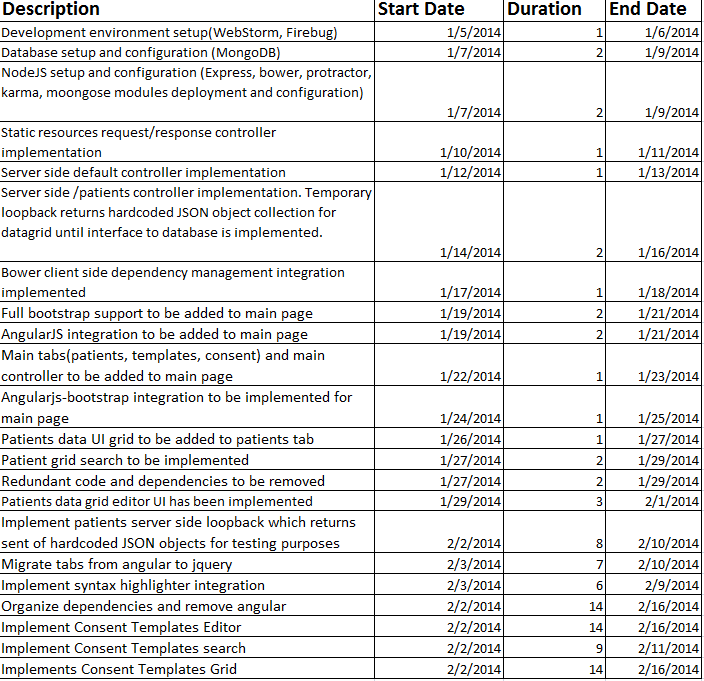 Description Start Date Duration End Date
Development environment setup(WebStorm, Firebug) 1/5/2014 1 1/6/2014
Database setup and configuration (MongoDB) 1/7/2014 2 1/9/2014
NodeJS setup and configuration (Express, bower, protractor,
karma, moongose modules deployment and configuration)
1/7/2014 2 1/9/2014
Static resources request/response controller
implementation 1/10/2014 1 1/11/2014
Server side default controller implementation 1/12/2014 1 1/13/2014
Server side /patients controller implementation. Temporary
loopback returns hardcoded JSON object collection for
datagrid until interface to database is implemented.
1/14/2014 2 1/16/2014
Bower client side dependency management integration
implemented 1/17/2014 1 1/18/2014
Full bootstrap support to be added to main page 1/19/2014 2 1/21/2014
AngularJS integration to be added to main page 1/19/2014 2 1/21/2014
Main tabs(patients, templates, consent) and main
controller to be added to main page 1/22/2014 1 1/23/2014
Angularjs-bootstrap integration to be implemented for
main page 1/24/2014 1 1/25/2014
Patients data UI grid to be added to patients tab 1/26/2014 1 1/27/2014
Patient grid search to be implemented 1/27/2014 2 1/29/2014
Redundant code and dependencies to be removed 1/27/2014 2 1/29/2014
Patients data grid editor UI has been implemented 1/29/2014 3 2/1/2014
Implement patients server side loopback which returns
sent of hardcoded JSON objects for testing purposes 2/2/2014 8 2/10/2014
Migrate tabs from angular to jquery 2/3/2014 7 2/10/2014
Implement syntax highlighter integration 2/3/2014 6 2/9/2014
Organize dependencies and remove angular 2/2/2014 14 2/16/2014
Implement Consent Templates Editor 2/2/2014 14 2/16/2014
Implement Consent Templates search 2/2/2014 9 2/11/2014
Implements Consent Templates Grid 2/2/2014 14 2/16/2014